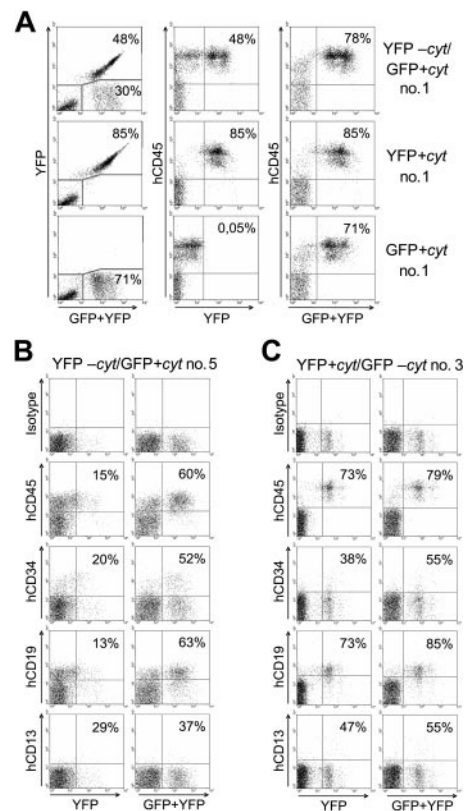 A
48%
30%
48%
78%
YFP –cyt/
GFP+cyt
no.1
YFP
hCD45
hCD45
85%
85%
85%
YFP+cyt
no.1
71%
0,05%
71%
GFP+cyt
no.1
GFP+YFP
YFP
GFP+YFP
B
YFP –cyt/GFP+cyt no.5
Isotype
hCD45
15%
60%
hCD34
20%
52%
hCD19
13%
63%
hCD13
29%
37%
YFP
GFP+YFP
C
YFP+cyt/GFP –cyt no. 3
Isotype
hCD45
73%
79%
hCD34
38%
55%
hCD19
73%
85%
hCD13
47%
55%
YFP
GFP+YFP